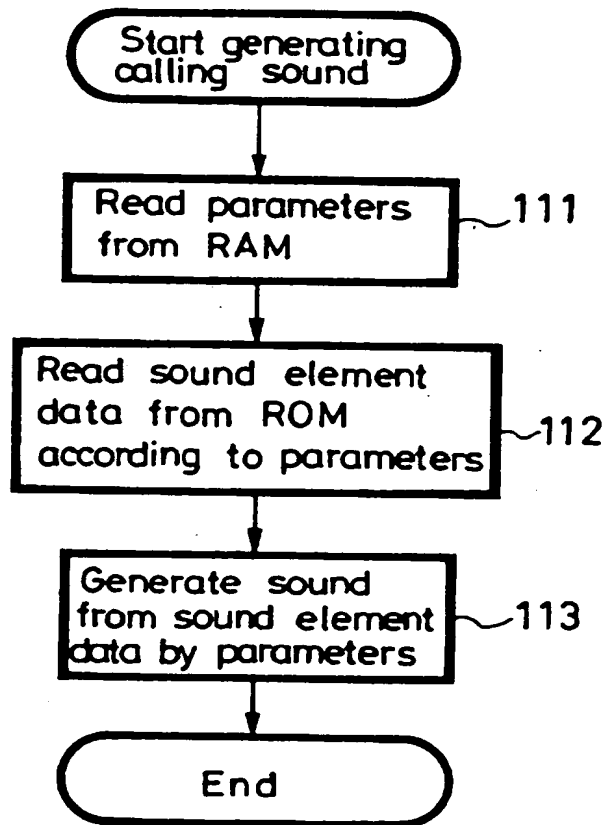 Start generating
calling sound
Read parameters
from RAM
111
Read sound element
data from ROM
according to parameters
112
Generate sound
from sound element
data by parameters
113
End